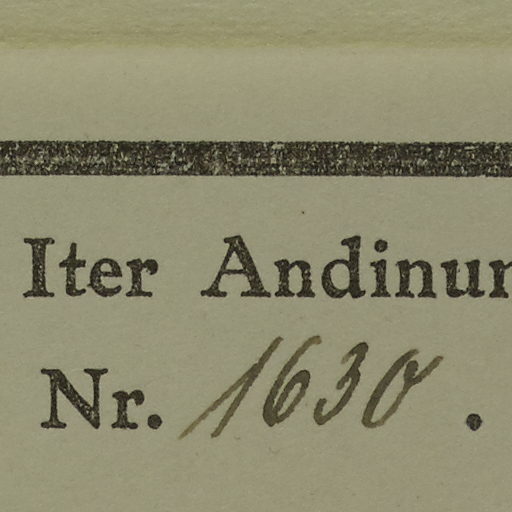 Iter Andinum
Nr. 1630.